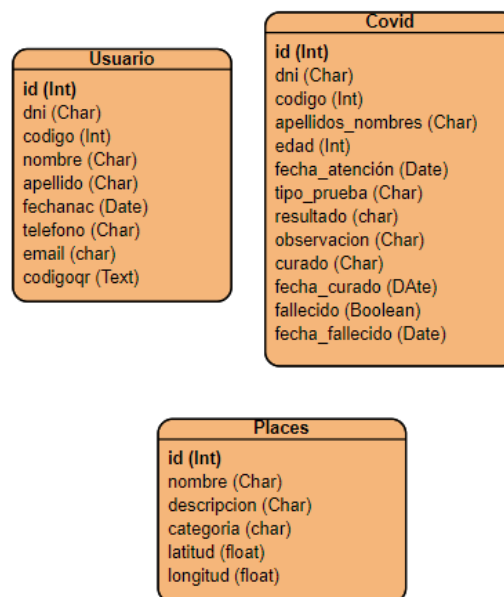 Usuario
id (Int)
dni (Char)
codigo (Int)
nombre (Char)
apellido (Char)
fechanac (Date)
telefono (Char)
email (char)
codigoqr (Text)
Covid
id (Int)
dni (Char)
codigo (Int)
apellidos_nombres (Char)
edad (Int)
fecha_atención (Date)
tipo_prueba (Char)
resultado (char)
observacion (Char)
curado (Char)
fecha_curado (DAte)
fallecido (Boolean)
fecha_fallecido (Date)
Places
id (Int)
nombre (Char)
descripcion (Char)
categoria (char)
latitud (float)
longitud (float)